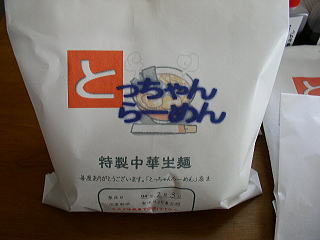 とっちゃん
らーめん
特製中華生麺
毎度ありがとうございます。「とっちゃんらーめん」店主